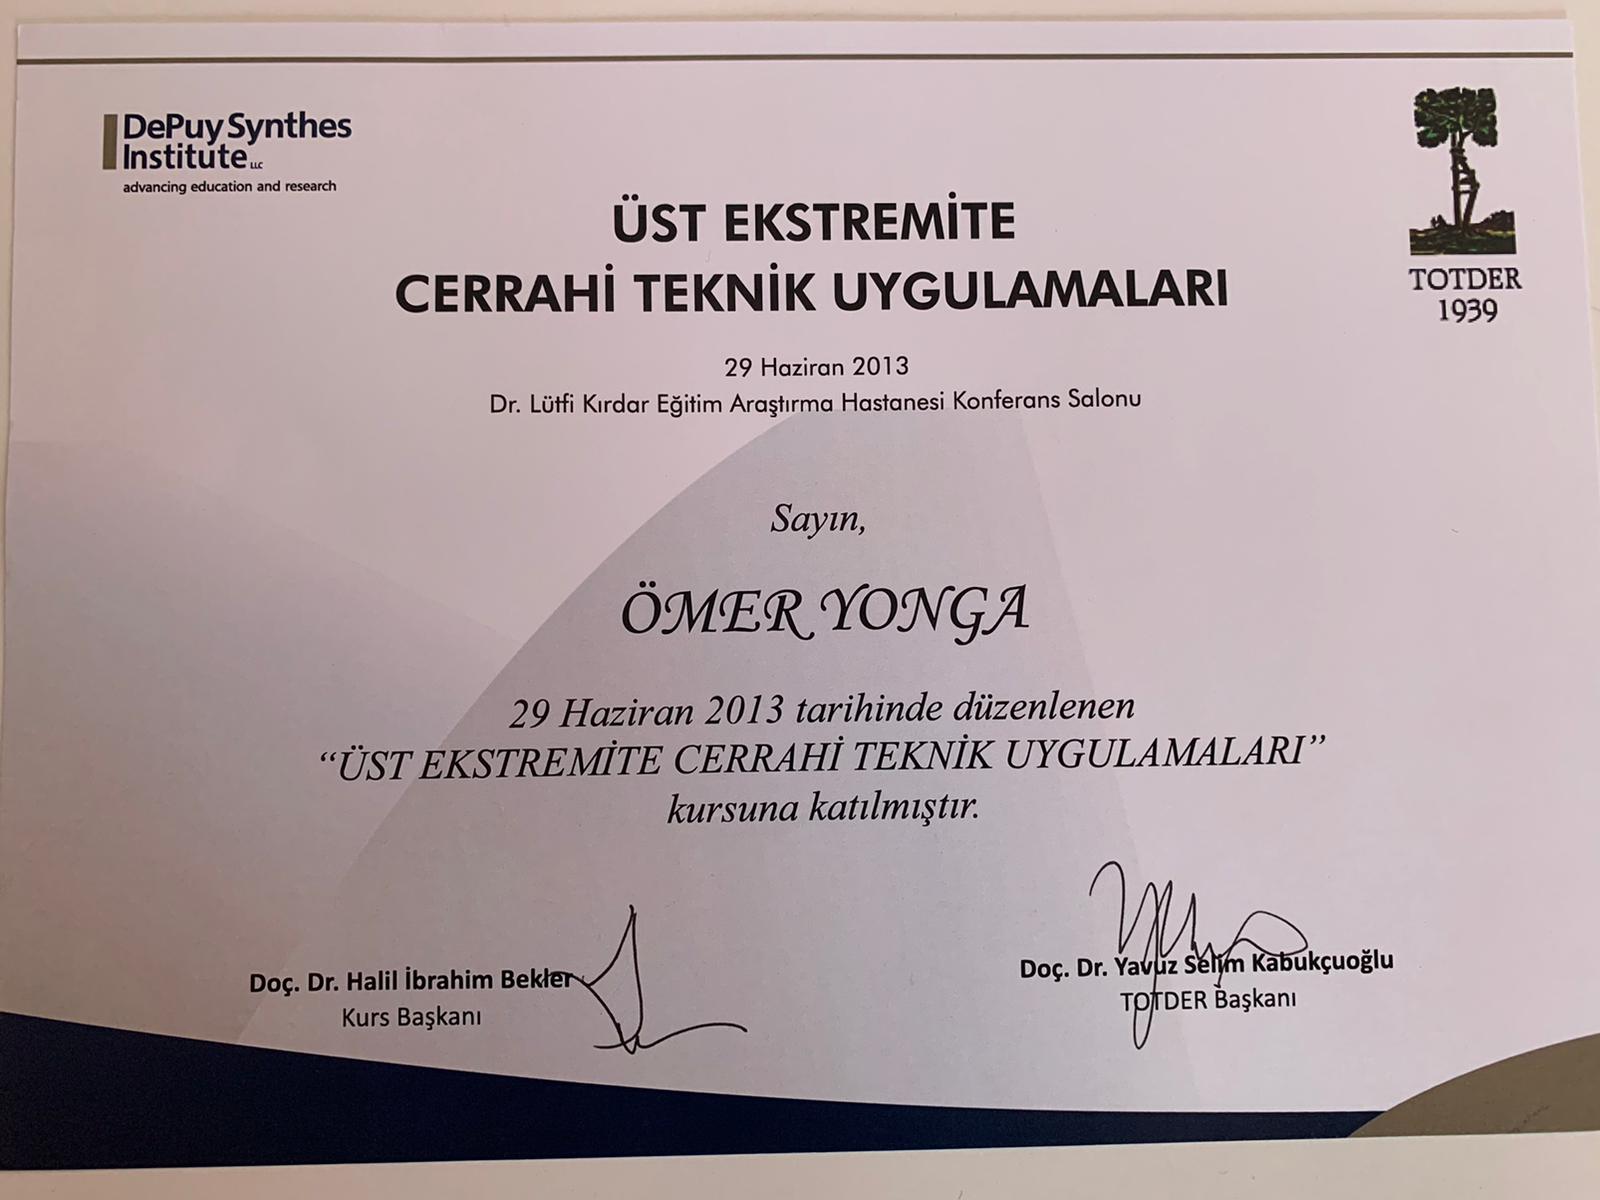 DePuy Synthes
Institute LLC
advancing education and research
TOTDER
1939
ÜST EKSTREMİTE
CERRAHİ TEKNİK UYGULAMALARI
29 Haziran 2013
Dr. Lütfi Kırdar Eğitim Araştırma Hastanesi Konferans Salonu
Sayın,
ÖMER YONGA
29 Haziran 2013 tarihinde düzenlenen
“ÜST EKSTREMİTE CERRAHİ TEKNİK UYGULAMALARI”
kursuna katılmıştır.
Doç. Dr. Halil İbrahim Bekler
Kurs Başkanı
Doç. Dr. Yavuz Selim Kabukçuoğlu
TOTDER Başkanı